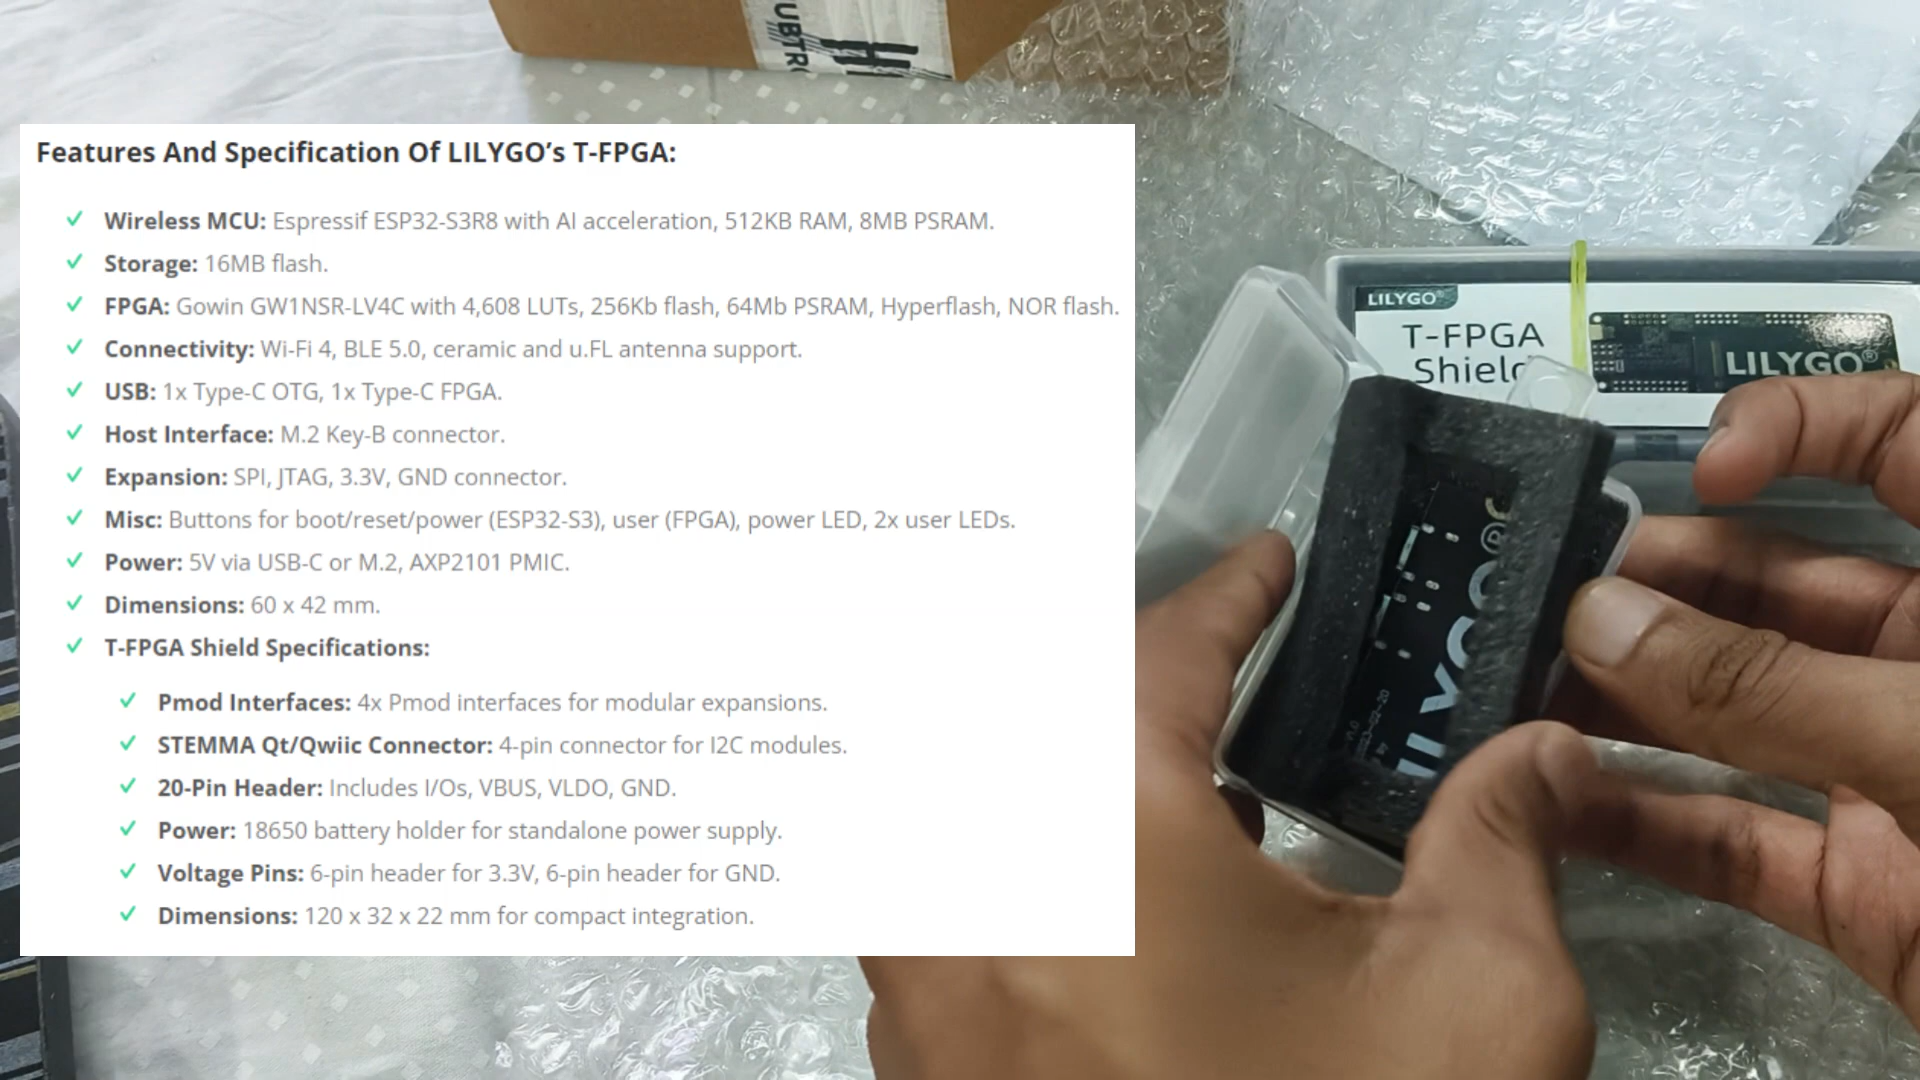 UBTRO
Features And Specification Of LILYGO’s T-FPGA:
Wireless MCU: Espressif ESP32-S3R8 with AI acceleration, 512KB RAM, 8MB PSRAM.
Storage: 16MB flash.
FPGA: Gowin GW1NSR-LV4C with 4,608 LUTs, 256Kb flash, 64Mb PSRAM, Hyperflash, NOR flash.
Connectivity: Wi-Fi 4, BLE 5.0, ceramic and u.FL antenna support.
USB: 1x Type-C OTG, 1x Type-C FPGA.
Host Interface: M.2 Key-B connector.
Expansion: SPI, JTAG, 3.3V, GND connector.
Misc: Buttons for boot/reset/power (ESP32-S3), user (FPGA), power LED, 2x user LEDs.
Power: 5V via USB-C or M.2, AXP2101 PMIC.
Dimensions: 60 x 42 mm.
T-FPGA Shield Specifications:
Pmod Interfaces: 4x Pmod interfaces for modular expansions.
STEMMA Qt/Qwiic Connector: 4-pin connector for I2C modules.
20-Pin Header: Includes I/Os, VBUS, VLDO, GND.
Power: 18650 battery holder for standalone power supply.
Voltage Pins: 6-pin header for 3.3V, 6-pin header for GND.
Dimensions: 120 x 32 x 22 mm for compact integration.
LILYGO®
T-FPGA
Shield
LILYGO®